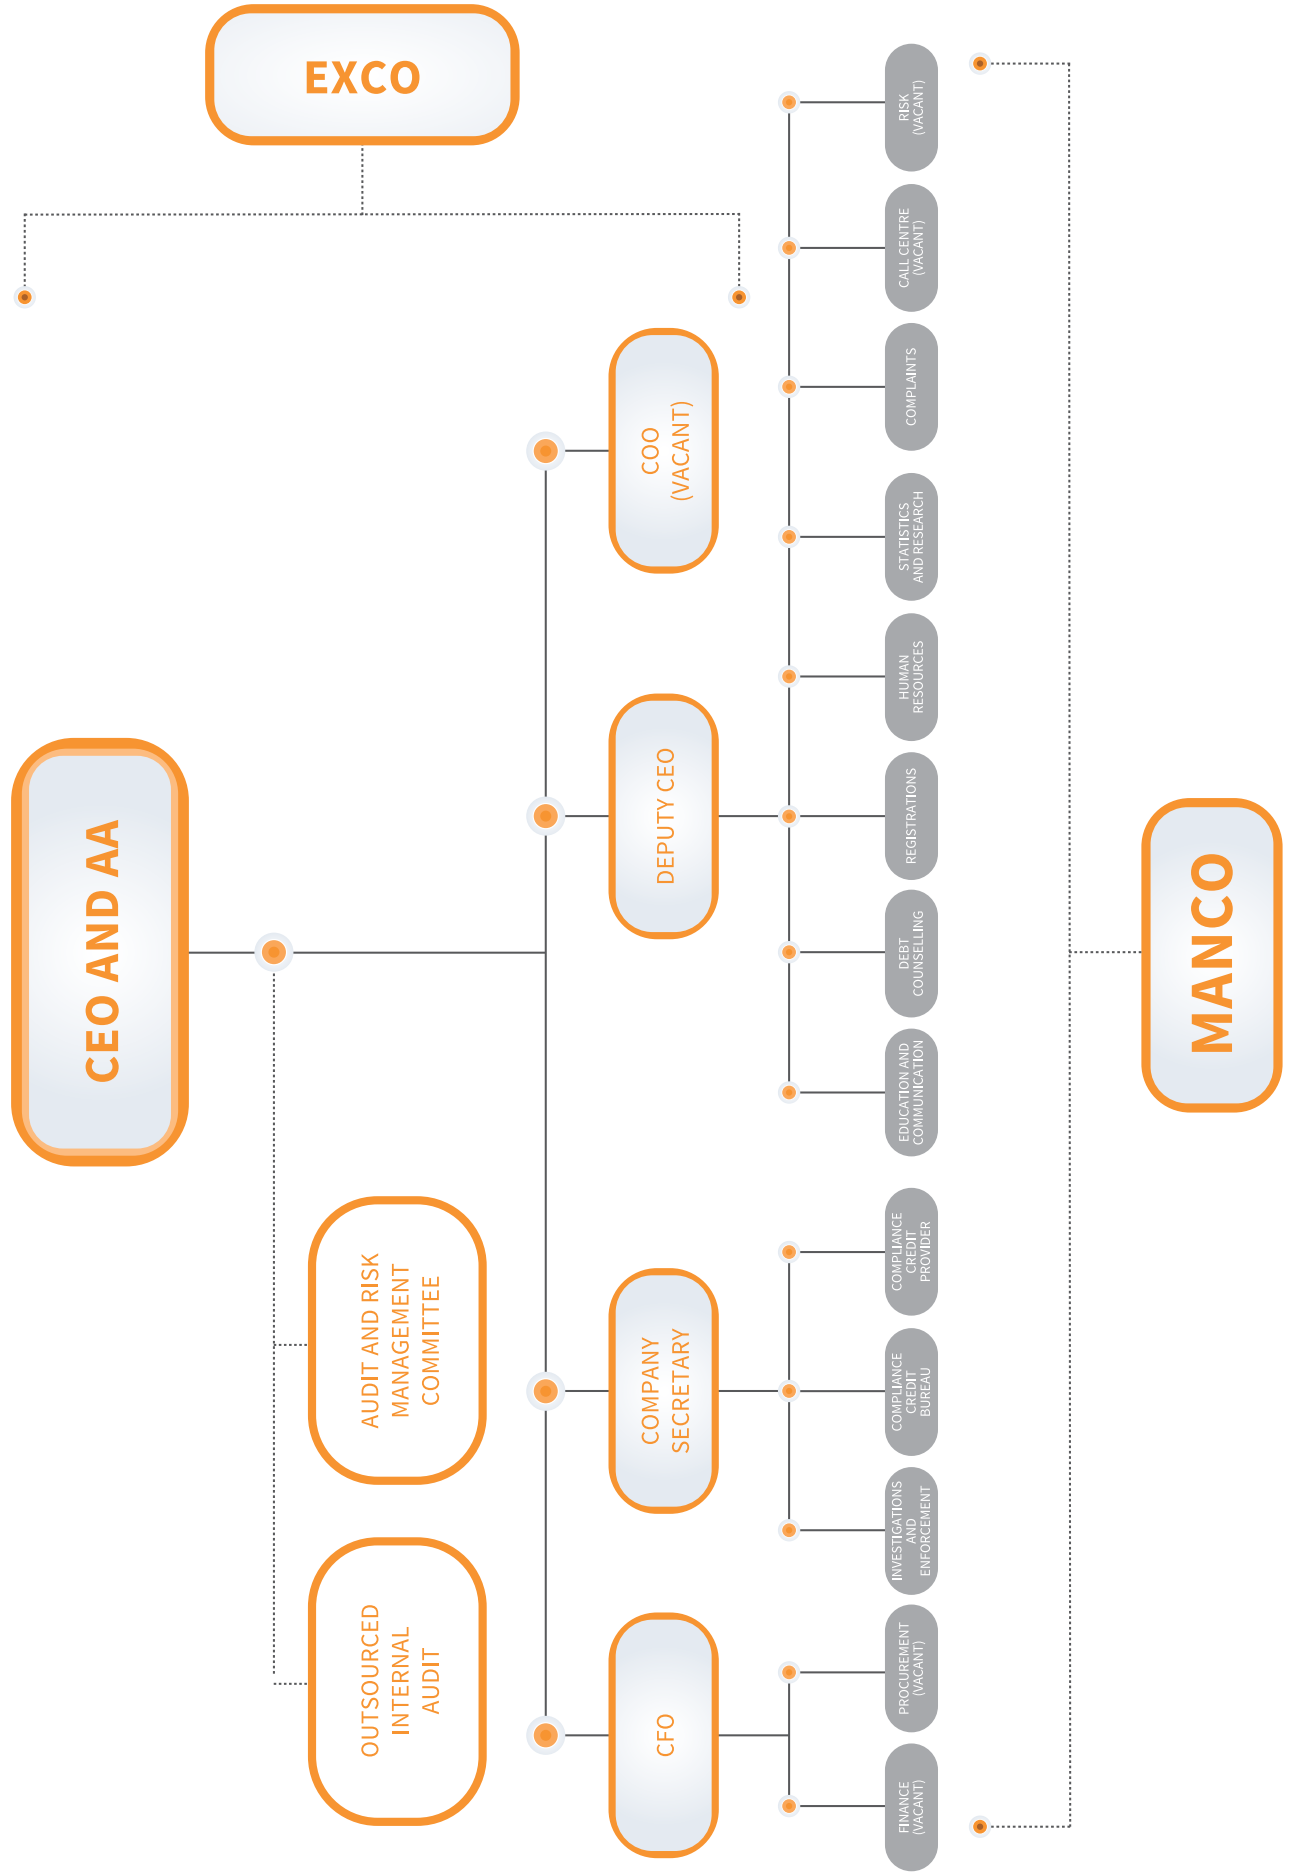 EXCO
CEO AND AA
OUTSOURCED
INTERNAL
AUDIT
AUDIT AND RISK
MANAGEMENT
COMMITTEE
CFO
COMPANY
SECRETARY
DEPUTY CEO
COO
(VACANT)
FINANCE
(VACANT)
PROCUREMENT
(VACANT)
INVESTIGATIONS
AND
ENFORCEMENT
COMPLIANCE
CREDIT
BUREAU
COMPLIANCE
CREDIT
PROVIDER
EDUCATION AND
COMMUNICATION
DEBT
COUNSELLING
REGISTRATIONS
HUMAN
RESOURCES
STATISTICS
AND RESEARCH
COMPLAINTS
CALL CENTRE
(VACANT)
RISK
(VACANT)
MANCO